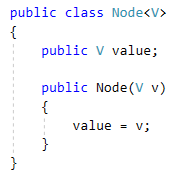 public class Node<V>
{
    public V value;

    public Node(V v)
    {
        value = v;
    }
}